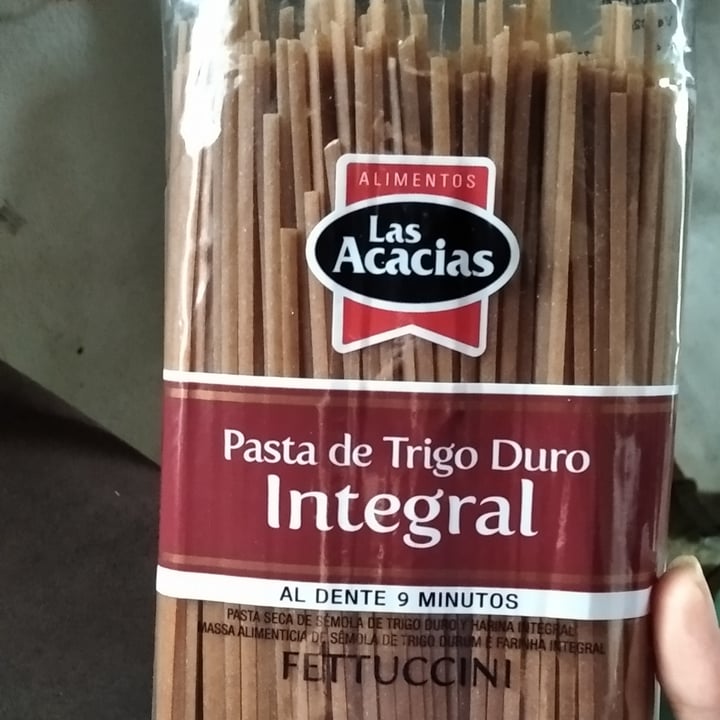 ALIMENTOS
Las
Acacias
Pasta de Trigo Duro
Integral
AL DENTE 9 MINUTOS
PASTA SECA DE SÉMOLA DE TRIGO DURO Y HARINA INTEGRAL
MASSA ALIMENTICIA DE SÊMOLA DE TRIGO DURUM E FARINHA INTEGRAL
FETTUCCINI